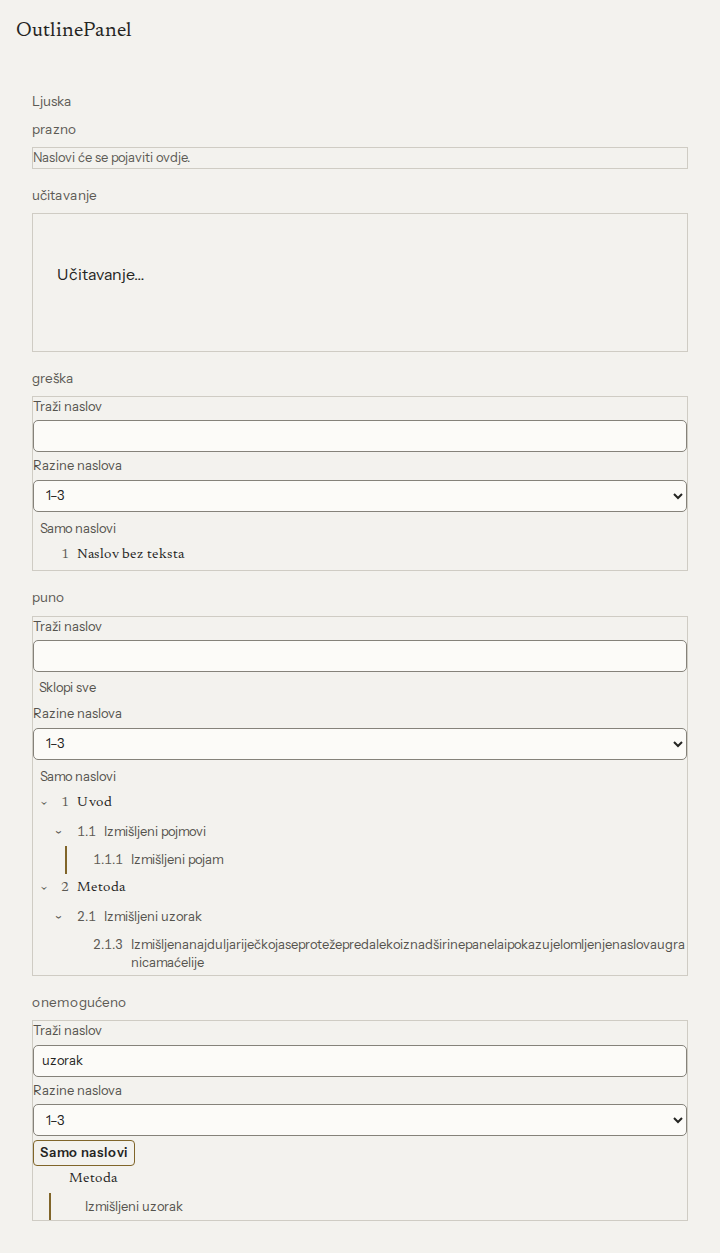 OutlinePanel
Ljuska
prazno
Naslovi će se pojaviti ovdje.
učitavanje
Učitavanje…
greška
Traži naslov
Razine naslova
1–3
Samo naslovi
1 Naslov bez teksta
puno
Traži naslov
Sklopi sve
Razine naslova
1–3
Samo naslovi
1 Uvod
1.1 Izmišljeni pojmovi
1.1.1 Izmišljeni pojam
2 Metoda
2.1 Izmišljeni uzorak
2.1.3 Izmišljenanajduljariječkojaseprotežepredalekoiznadširinepanelaipokazujelomljenjenaslovaugra
nicamaćelije
onemogućeno
Traži naslov
uzorak
Razine naslova
1–3
Samo naslovi
Metoda
Izmišljeni uzorak